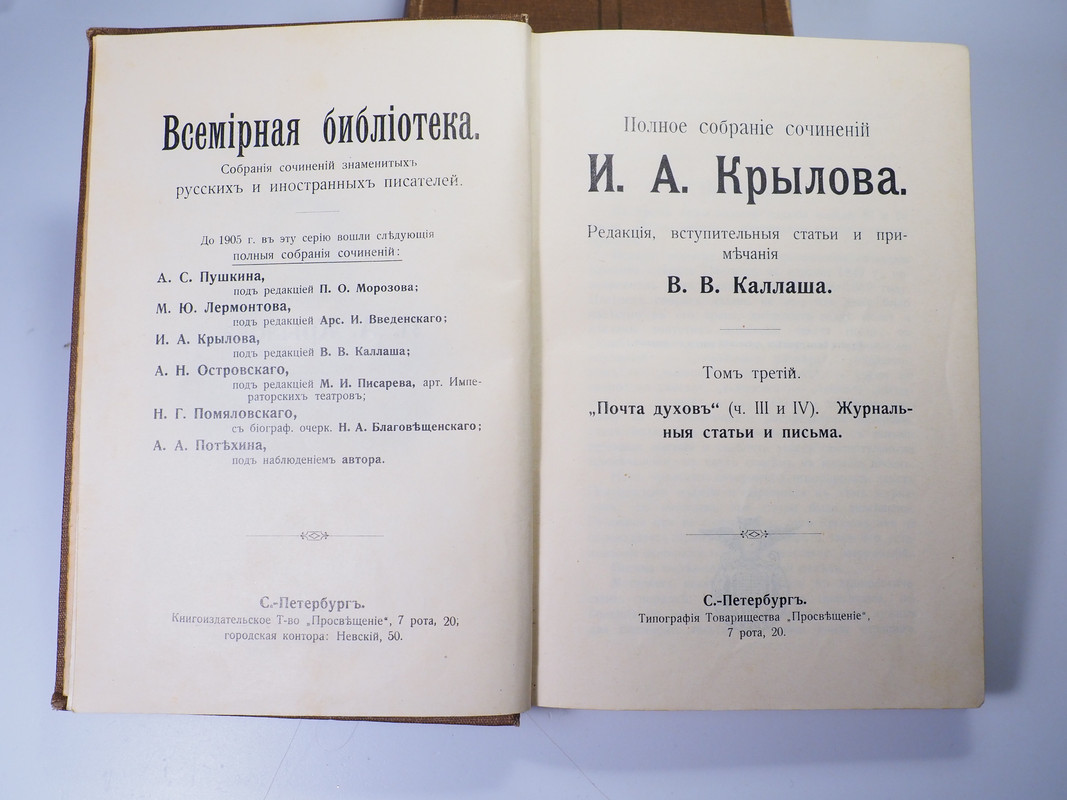 Всемірная библіотека.
Собранія сочиненій знаменитыхъ
русскихъ и иностранныхъ писателей.
До 1905 г. въ эту серію вошли слѣдующія
полныя собранія сочиненій:
А. С. Пушкина,
подъ редакціей П. О. Морозова;
М. Ю. Лермонтова,
подъ редакціей Арс. И. Введенскаго;
И. А. Крылова,
подъ редакціей В. В. Каллаша;
А. Н. Островскаго,
подъ редакціей М. И. Писарева, арт. Импе-
раторскихъ театровъ;
Н. Г. Помяловскаго,
съ біограф. очерк. Н. А. Благовѣщенскаго;
А. А. Потѣхина,
подъ наблюденіемъ автора.
С.-Петербургъ.
Книгоиздательское Т-во „Просвѣщеніе“, 7 рота, 20;
городская контора: Невскій, 50.
Полное собраніе сочиненій
И. А. Крылова.
Редакція, вступительныя статьи и при-
мѣчанія
В. В. Каллаша.
Томъ третій.
„Почта духовъ“ (ч. III и IV). Журналь-
ныя статьи и письма.
С.-Петербургъ.
Типографія Товарищества „Просвѣщеніе“,
7 рота, 20.